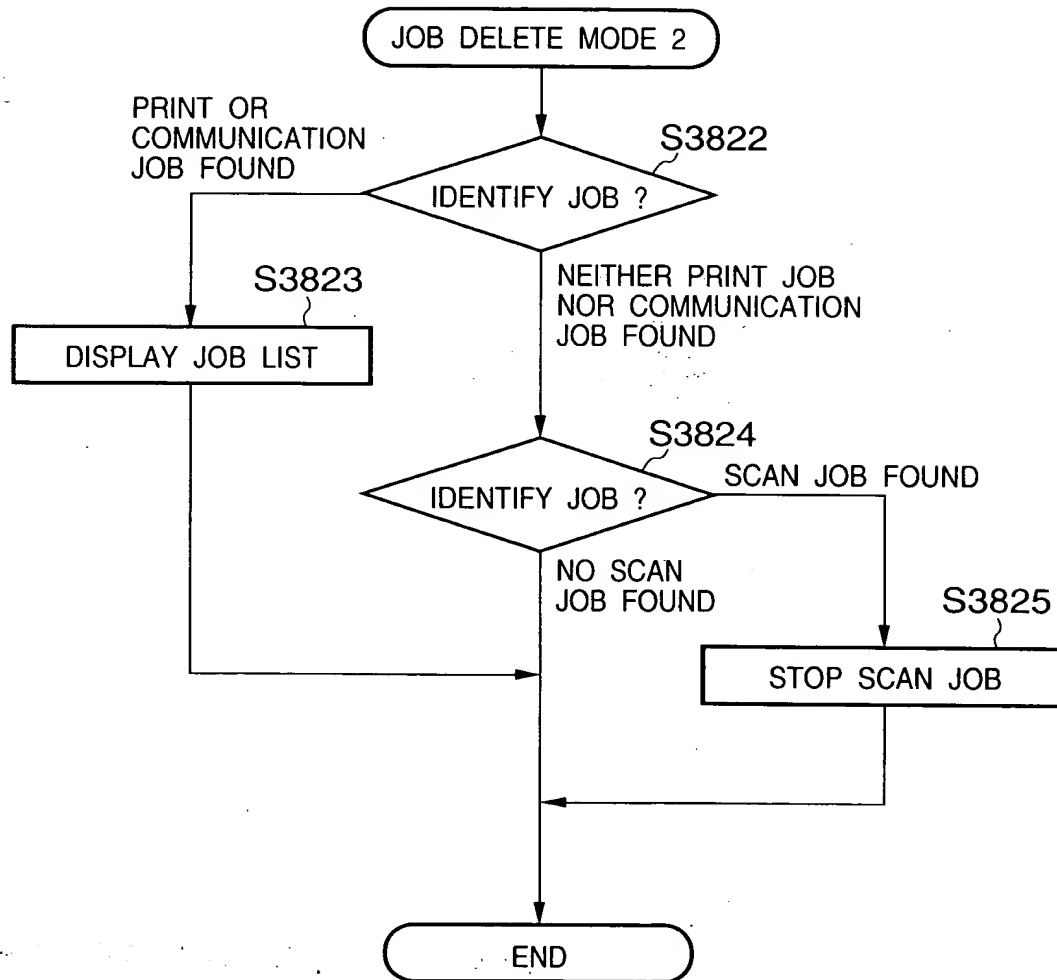 JOB DELETE MODE 2
PRINT OR
COMMUNICATION
JOB FOUND
S3822
IDENTIFY JOB ?
S3823
NEITHER PRINT JOB
NOR COMMUNICATION
JOB FOUND
DISPLAY JOB LIST
S3824
SCAN JOB FOUND
IDENTIFY JOB ?
NO SCAN
JOB FOUND
S3825
STOP SCAN JOB
END